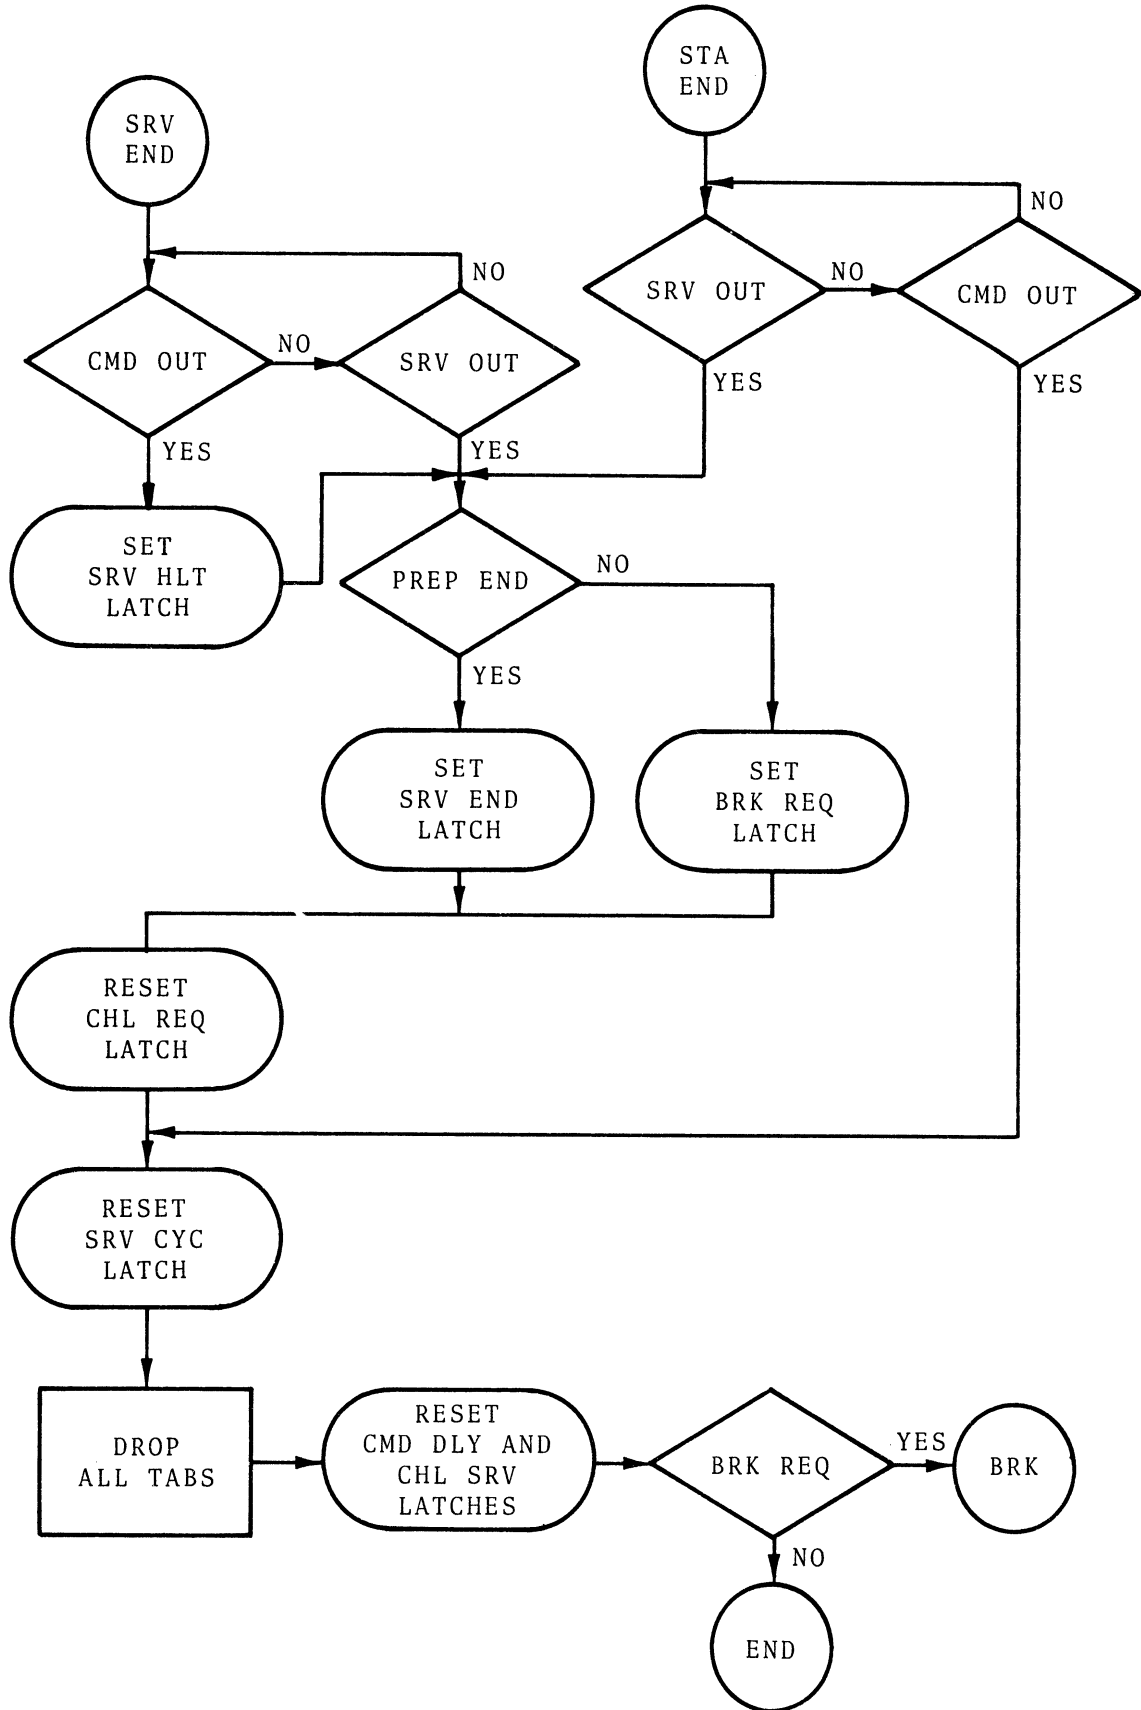 STA
END
SRV
END
NO
SRV OUT
NO
CMD OUT
NO
CMD OUT
NO
SRV OUT
YES
YES
YES
YES
SET
SRV HLT
LATCH
PREP END
NO
YES
SET
SRV END
LATCH
SET
BRK REQ
LATCH
RESET
CHL REQ
LATCH
RESET
SRV CYC
LATCH
DROP
ALL TABS
RESET
CMD DLY AND
CHL SRV
LATCHES
BRK REQ
YES
BRK
NO
END